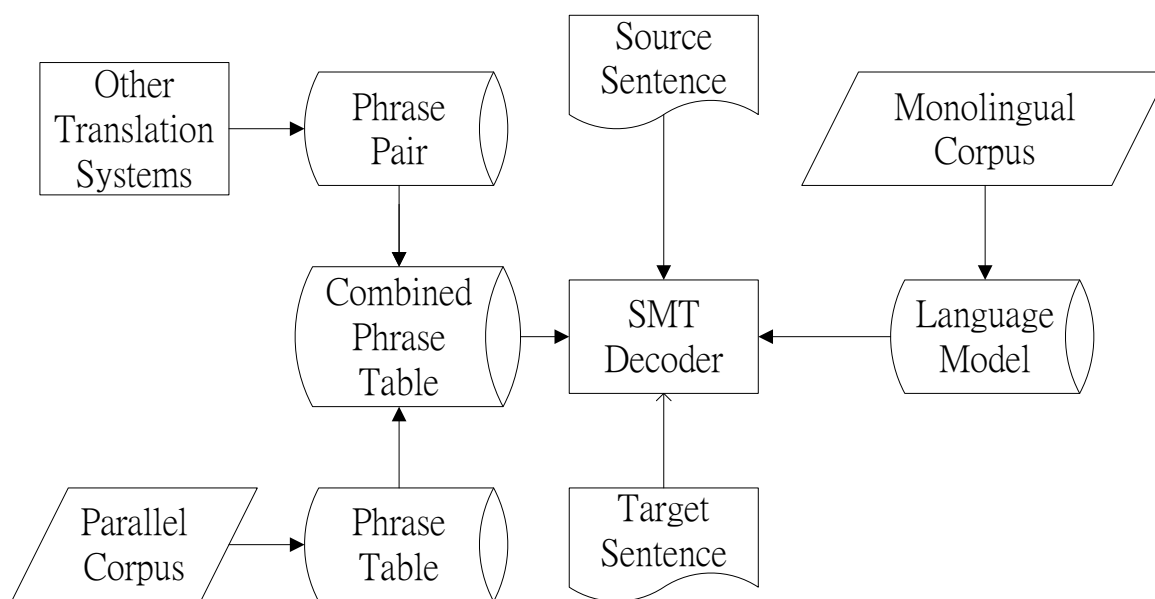 Other
Translation
Systems
Phrase
Pair
Source
Sentence
Monolingual
Corpus
Combined
Phrase
Table
SMT
Decoder
Language
Model
Parallel
Corpus
Phrase
Table
Target
Sentence